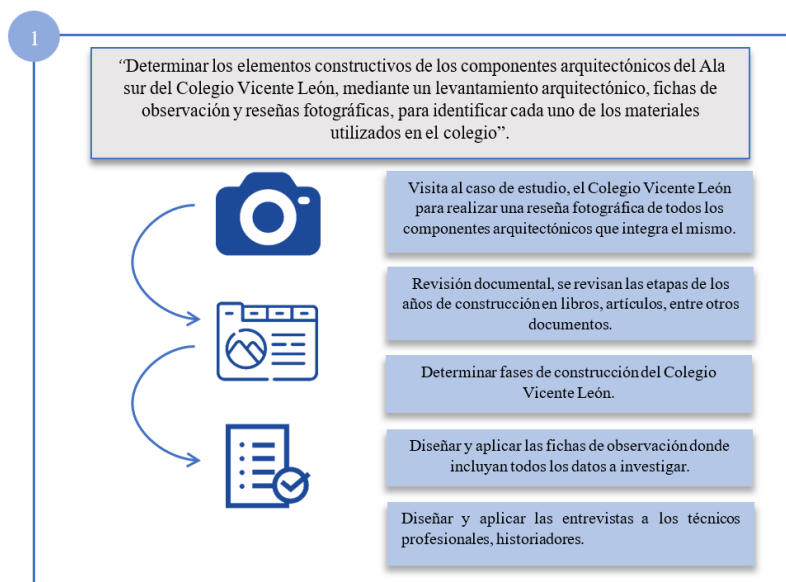 1
“Determinar los elementos constructivos de los componentes arquitectónicos del Ala
sur del Colegio Vicente León, mediante un levantamiento arquitectónico, fichas de
observación y reseñas fotográficas, para identificar cada uno de los materiales
utilizados en el colegio”.
Visita al caso de estudio, el Colegio Vicente León
para realizar una reseña fotográfica de todos los
componentes arquitectónicos que integra el mismo.
Revisión documental, se revisan las etapas de los
años de construcción en libros, artículos, entre otros
documentos.
Determinar fases de construcción del Colegio
Vicente León.
Diseñar y aplicar las fichas de observación donde
incluyan todos los datos a investigar.
Diseñar y aplicar las entrevistas a los técnicos
profesionales, historiadores.